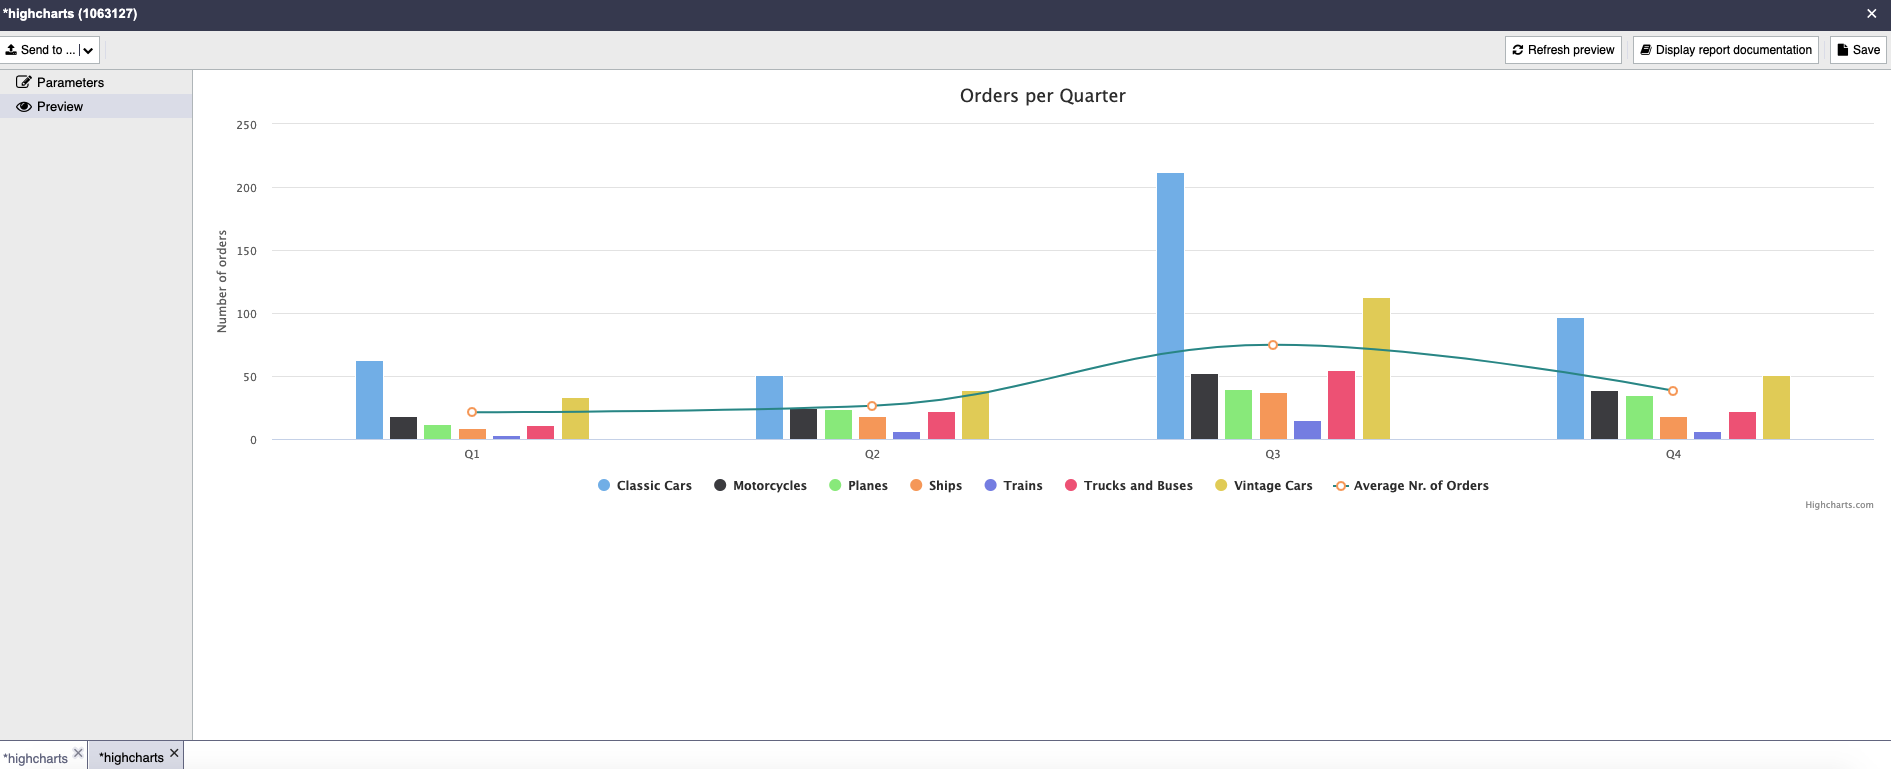 *highcharts (1063127)
Send to ...
Refresh preview
Display report documentation
Save
Parameters
Preview
Orders per Quarter
Number of orders
250
200
150
100
50
0
Q1 Q2 Q3 Q4
Classic Cars Motorcycles Planes Ships Trains Trucks and Buses Vintage Cars Average Nr. of Orders
Highcharts.com
*highcharts
*highcharts